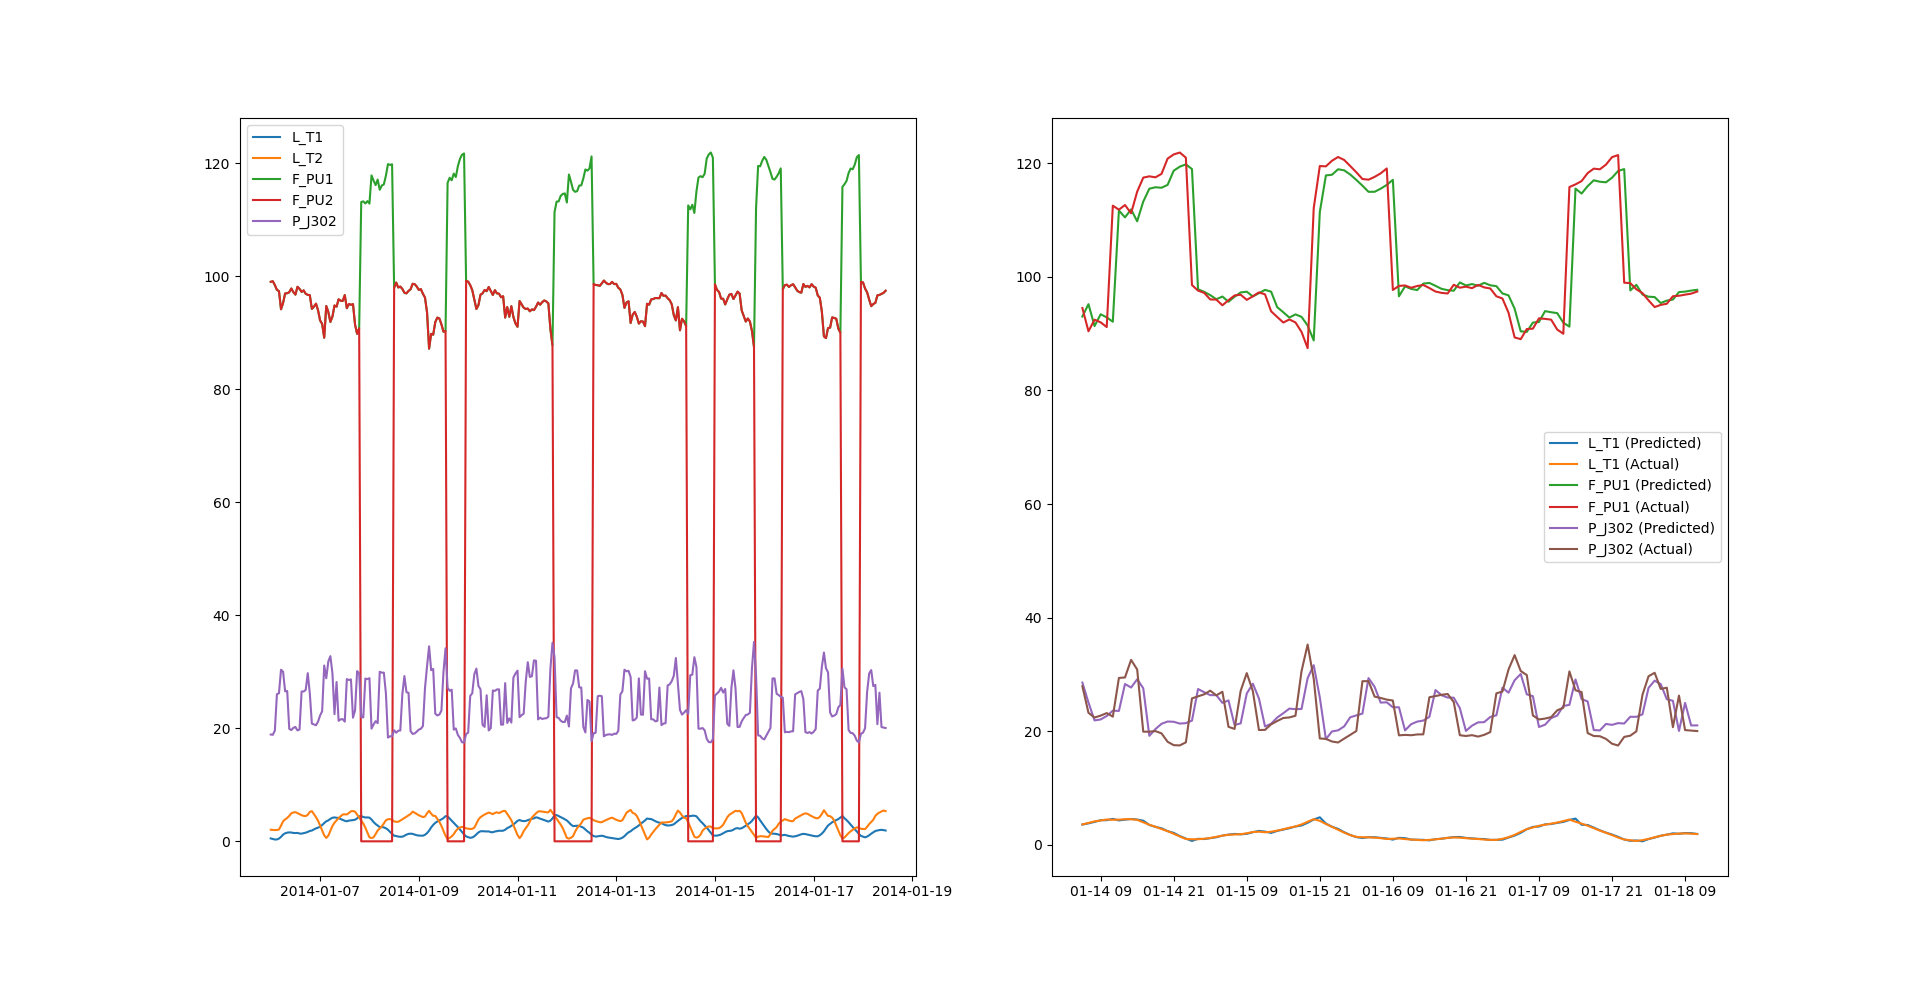 L_T1
L_T2
F_PU1
F_PU2
P_J302
120
100
80
60
40
20
0
2014-01-07 2014-01-09 2014-01-11 2014-01-13 2014-01-15 2014-01-17 2014-01-19
120
100
80
60
40
20
0
L_T1 (Predicted)
L_T1 (Actual)
F_PU1 (Predicted)
F_PU1 (Actual)
P_J302 (Predicted)
P_J302 (Actual)
01-14 09 01-14 21 01-15 09 01-15 21 01-16 09 01-16 21 01-17 09 01-17 21 01-18 09